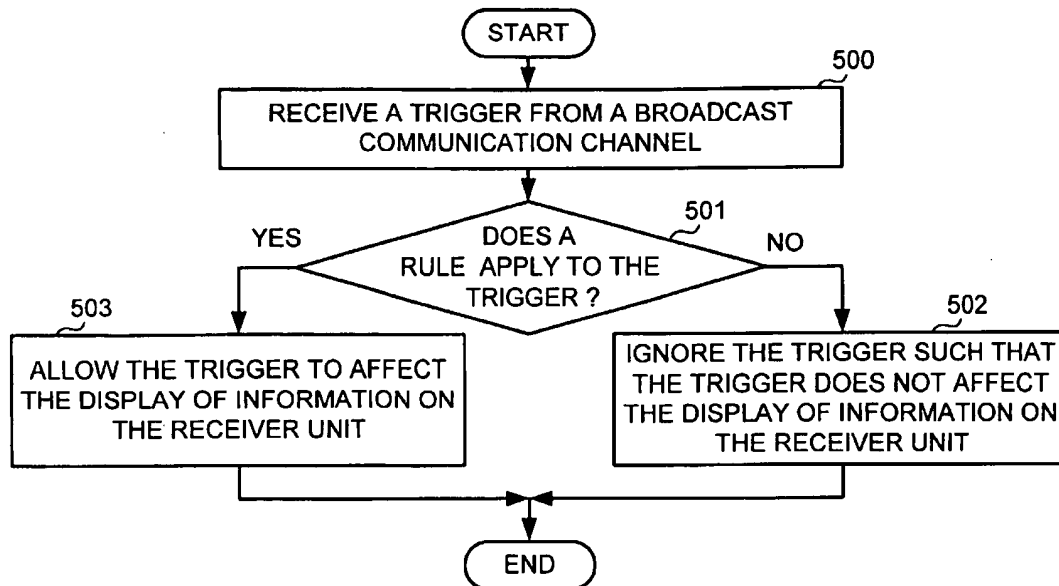 START
500
RECEIVE A TRIGGER FROM A BROADCAST
COMMUNICATION CHANNEL
501
YES
DOES A
RULE APPLY TO THE
TRIGGER ?
NO
503
ALLOW THE TRIGGER TO AFFECT
THE DISPLAY OF INFORMATION ON
THE RECEIVER UNIT
502
IGNORE THE TRIGGER SUCH THAT
THE TRIGGER DOES NOT AFFECT
THE DISPLAY OF INFORMATION ON
THE RECEIVER UNIT
END